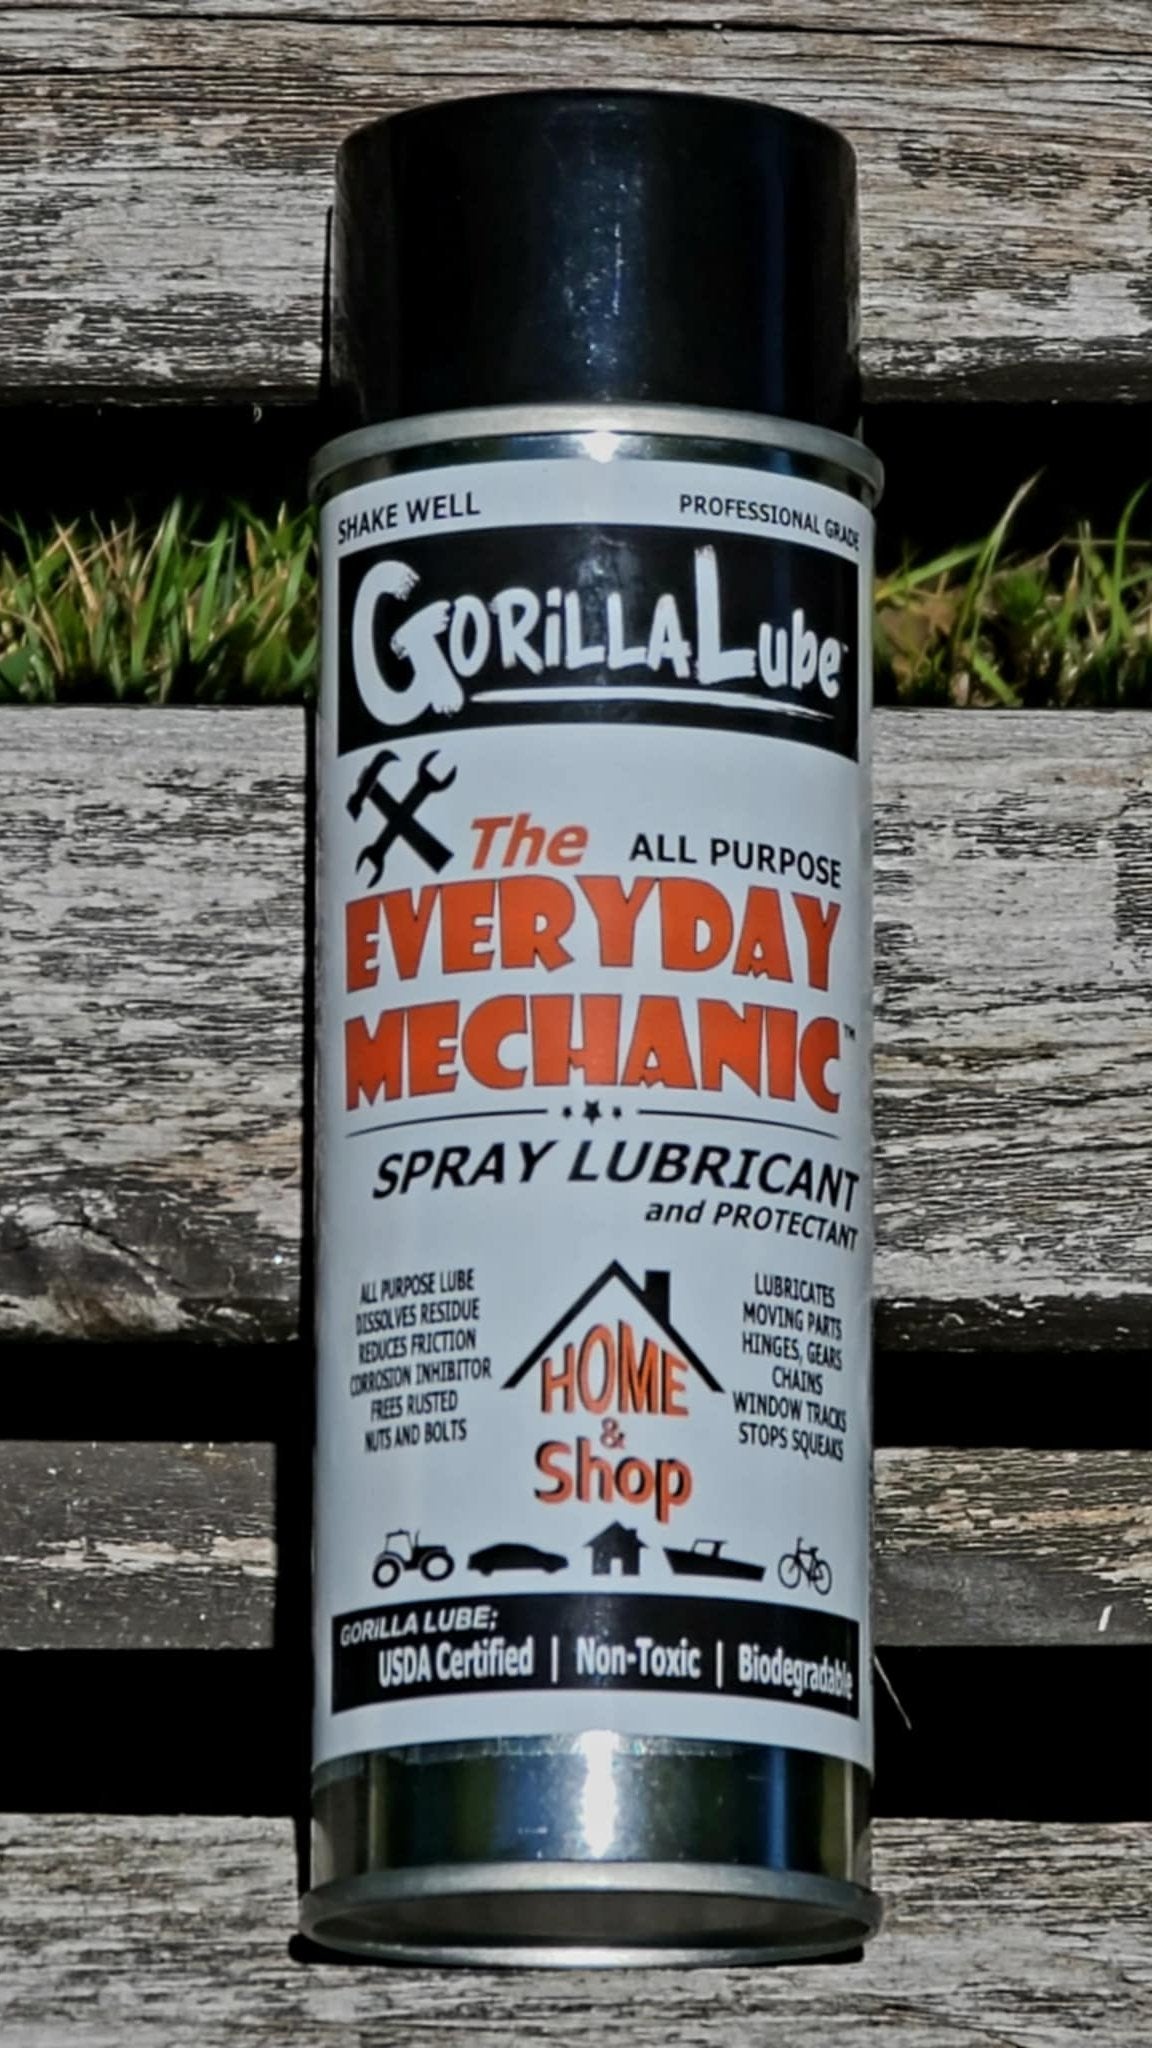 SHAKE WELL PROFESSIONAL GRADE
GORiLLALube™
The ALL PURPOSE
EVERYDAY
MECHANIC™
SPRAY LUBRICANT
and PROTECTANT
ALL PURPOSE LUBE
DISSOLVES RESIDUE
REDUCES FRICTION
CORROSION INHIBITOR
FREES RUSTED
NUTS AND BOLTS
HOME
&
Shop
LUBRICATES
MOVING PARTS
HINGES, GEARS
CHAINS
WINDOW TRACKS
STOPS SQUEAKS
GORiLLA LUBE;
USDA Certified | Non-Toxic | Biodegradable